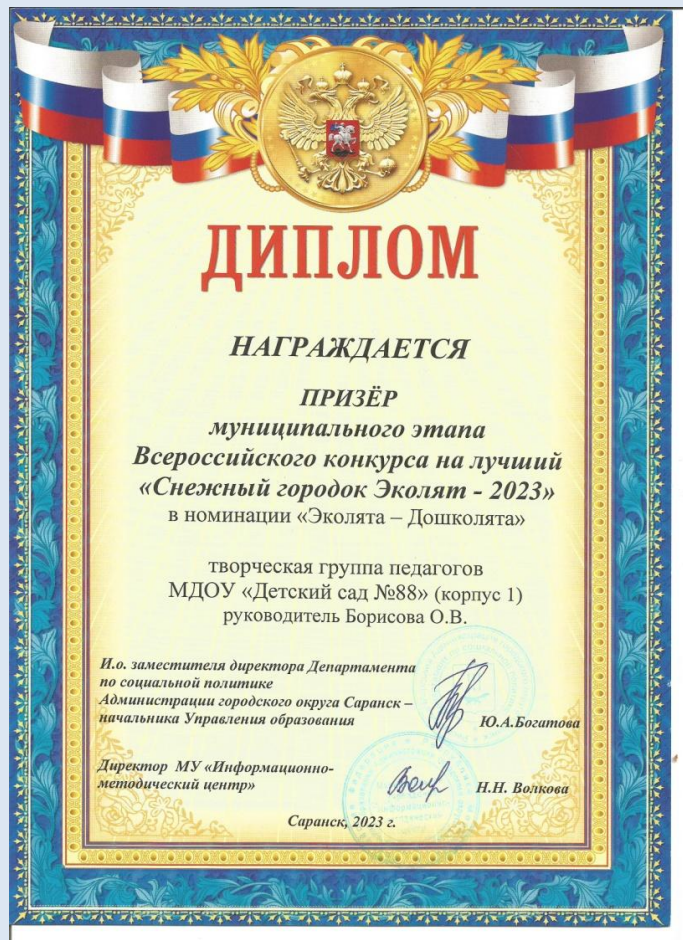 ДИПЛОМ
НАГРАЖДАЕТСЯ
ПРИЗЁР
муниципального этапа
Всероссийского конкурса на лучший
«Снежный городок Эколят - 2023»
в номинации «Эколята – Дошколята»
творческая группа педагогов
МДОУ «Детский сад №88» (корпус 1)
руководитель Борисова О.В.
И.о. заместителя директора Департамента
по социальной политике
Администрации городского округа Саранск –
начальника Управления образования
Ю.А.Богатова
Директор МУ «Информационно-
методический центр»
Н.Н. Волкова
Саранск, 2023 г.